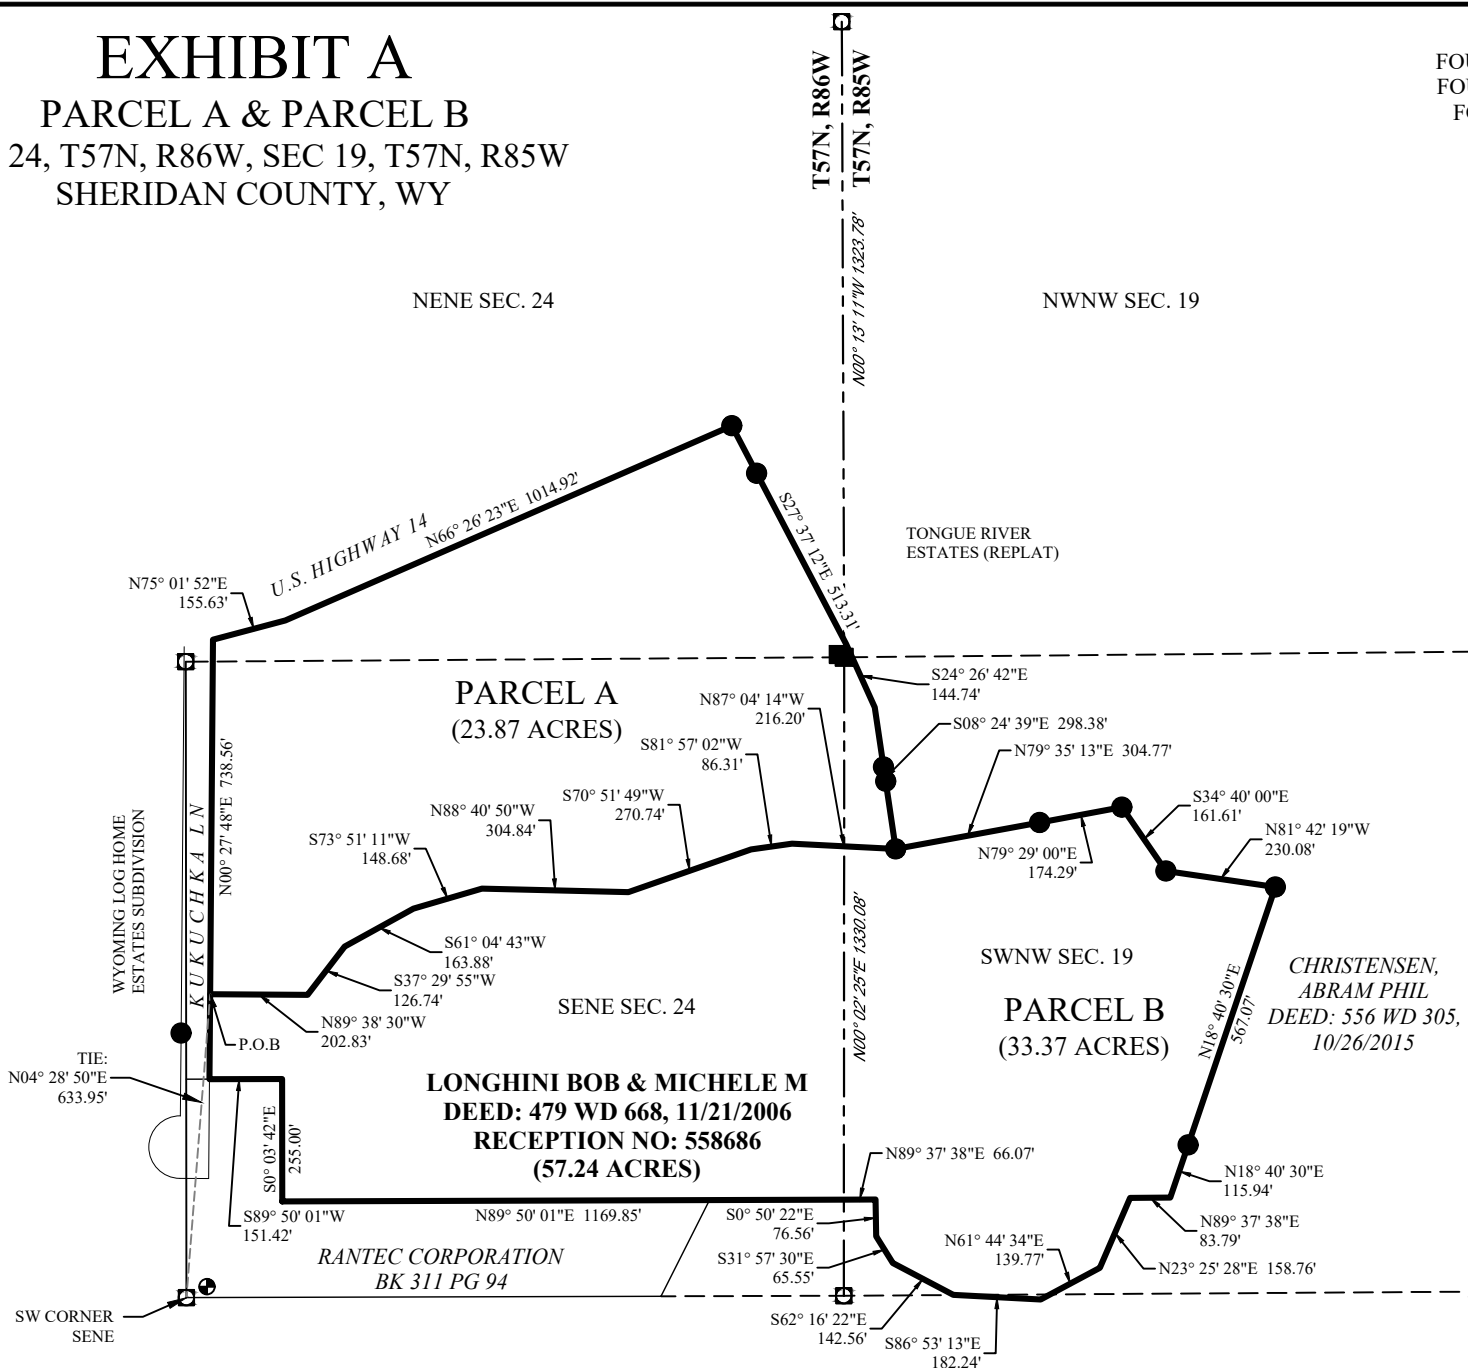 EXHIBIT A
PARCEL A & PARCEL B
24, T57N, R86W, SEC 19, T57N, R85W
SHERIDAN COUNTY, WY
T57N, R86W
T57N, R85W
N00° 13' 11"W 1323.78'
NENE SEC. 24
NWNW SEC. 19
U.S. HIGHWAY 14
N66° 26' 23"E 1014.92'
S27° 37' 12"E 513.31'
TONGUE RIVER
ESTATES (REPLAT)
N75° 01' 52"E
155.63'
PARCEL A
(23.87 ACRES)
N87° 04' 14"W
216.20'
S24° 26' 42"E
144.74'
S08° 24' 39"E 298.38'
N79° 35' 13"E 304.77'
S81° 57' 02"W
86.31'
S70° 51' 49"W
270.74'
N88° 40' 50"W
304.84'
S73° 51' 11"W
148.68'
S34° 40' 00"E
161.61'
N81° 42' 19"W
230.08'
N79° 29' 00"E
174.29'
N00° 27' 48"E 738.56'
KUKUCHKA LN
WYOMING LOG HOME
ESTATES SUBDIVISION
S61° 04' 43"W
163.88'
S37° 29' 55"W
126.74'
N89° 38' 30"W
202.83'
P.O.B
SENE SEC. 24
N00° 02' 25"E 1330.08'
SWNW SEC. 19
PARCEL B
(33.37 ACRES)
N18° 40' 30"E
567.07'
CHRISTENSEN,
ABRAM PHIL
DEED: 556 WD 305,
10/26/2015
TIE:
N04° 28' 50"E
633.95'
LONGHINI BOB & MICHELE M
DEED: 479 WD 668, 11/21/2006
RECEPTION NO: 558686
(57.24 ACRES)
S0° 03' 42"E
255.00'
S89° 50' 01"W
151.42'
N89° 50' 01"E 1169.85'
N89° 37' 38"E 66.07'
S0° 50' 22"E
76.56'
S31° 57' 30"E
65.55'
N61° 44' 34"E
139.77'
N18° 40' 30"E
115.94'
N89° 37' 38"E
83.79'
N23° 25' 28"E 158.76'
RANTEC CORPORATION
BK 311 PG 94
SW CORNER
SENE
S62° 16' 22"E
142.56'
S86° 53' 13"E
182.24'